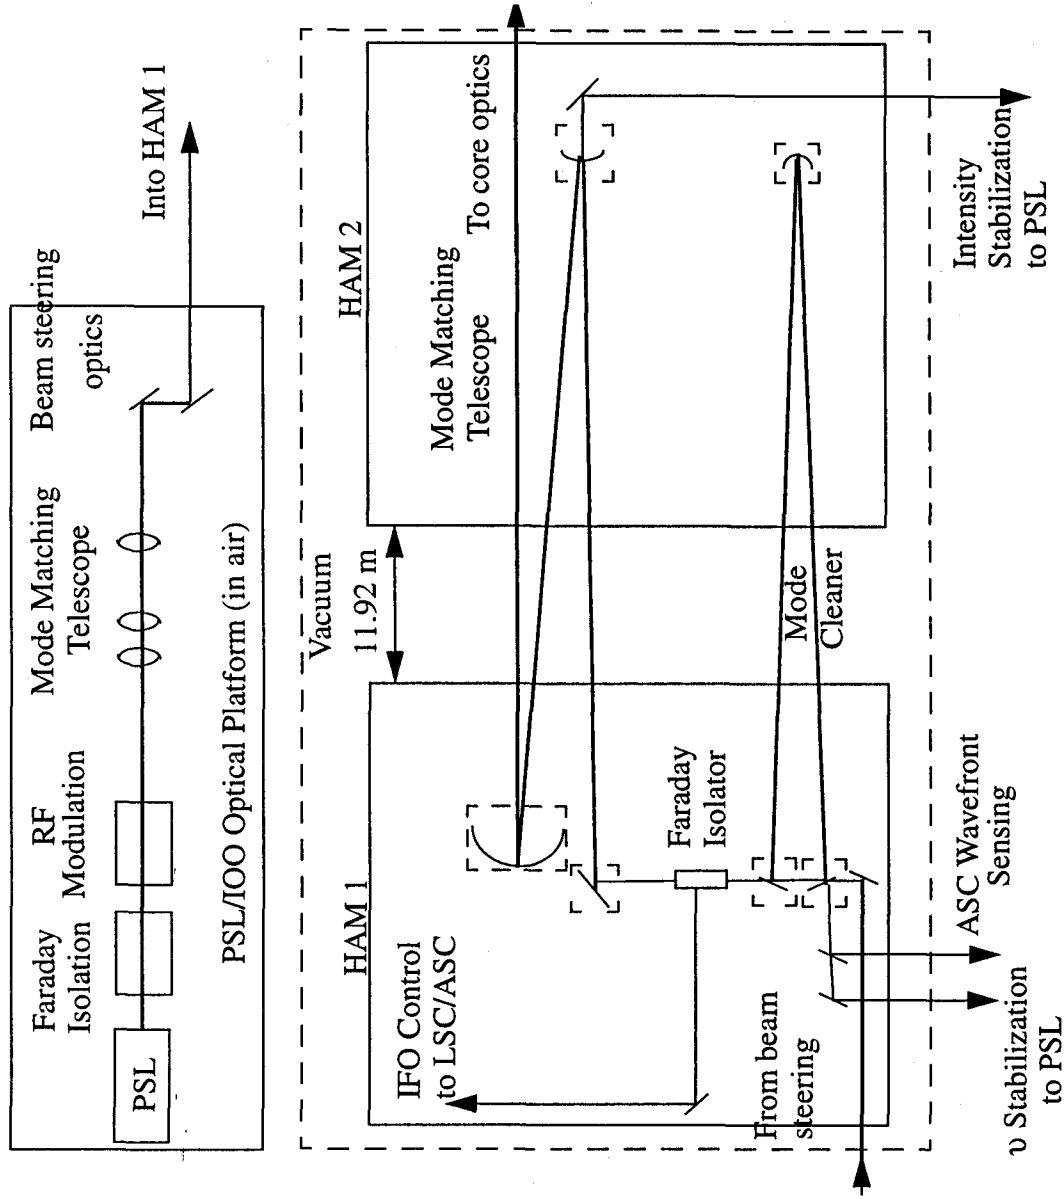 PSL
Faraday
Isolation
RF
Modulation
Mode Matching
Telescope
Beam steering
optics
Into HAM 1
PSL/IOO Optical Platform (in air)
Vacuum
11.92 m
HAM 1
HAM 2
IFO Control
to LSC/ASC
Faraday
Isolator
Mode Matching
Telescope
To core optics
From beam
steering
Mode
Cleaner
υ Stabilization
to PSL
ASC Wavefront
Sensing
Intensity
Stabilization
to PSL